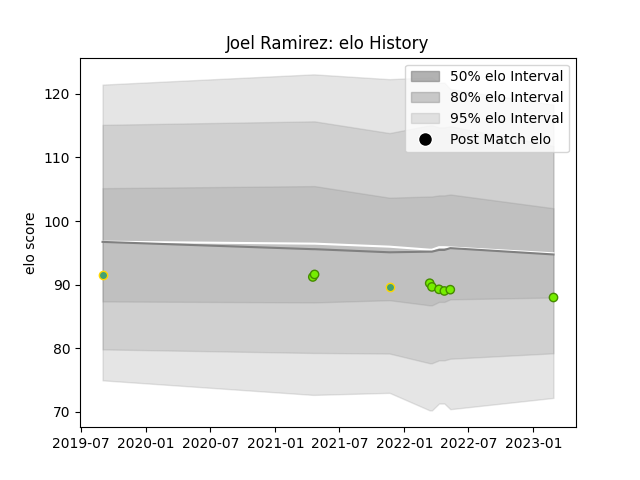 Joel Ramirez: elo History
50% elo Interval
80% elo Interval
95% elo Interval
Post Match elo
elo score
120
110
100
90
80
70
2019-07 2020-01 2020-07 2021-01 2021-07 2022-01 2022-07 2023-01